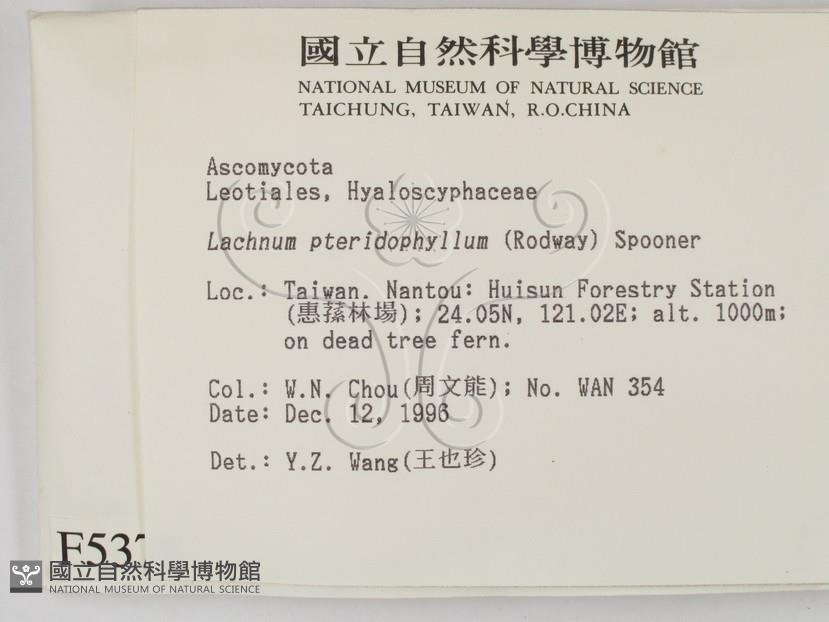 國立自然科學博物館
NATIONAL MUSEUM OF NATURAL SCIENCE
TAICHUNG, TAIWAN, R.O.CHINA
Ascomycota
Leotiales, Hyaloscyphaceae
Lachnum pteridophyllum (Rodway) Spooner
Loc.: Taiwan. Nantou: Huisun Forestry Station
(惠蓀林場); 24.05N, 121.02E; alt. 1000m;
on dead tree fern.
Col.: W.N. Chou(周文能); No. WAN 354
Date: Dec. 12, 1996
Det.: Y.Z. Wang(王也珍)
F537
國立自然科學博物館
NATIONAL MUSEUM OF NATURAL SCIENCE